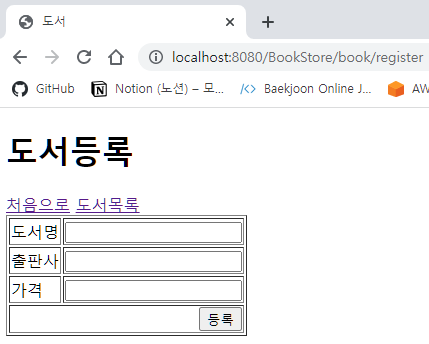 도서
localhost:8080/BookStore/book/register
GitHub Notion (노션) – 모... Baekjoon Online J... AW
도서등록
처음으로 도서목록
도서명
출판사
가격
등록